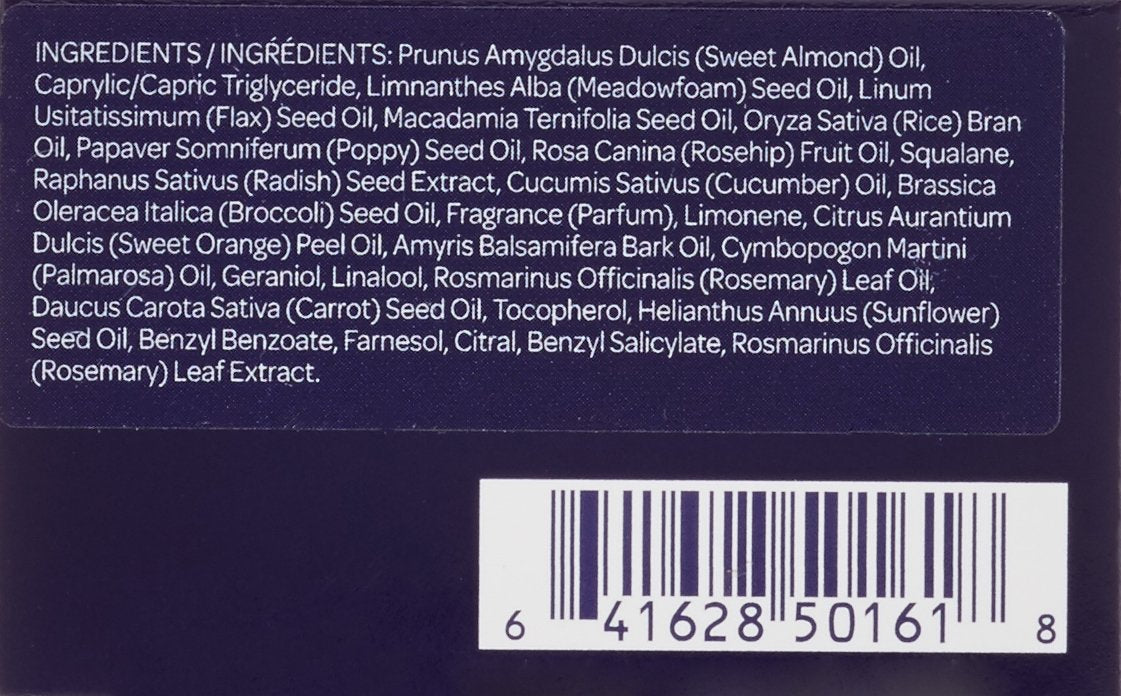 INGREDIENTS / INGŔÉDIENTS: Prunus Amygdalus Dulcis (Sweet Almond) Oil,
Caprylic/Capric Triglyceride, Limnanthes Alba (Meadowfoam) Seed Oil, Linum
Usitatissimum (Flax) Seed Oil, Macadamia Ternifolia Seed Oil, Oryza Sativa (Rice) Bran
Oil, Papaver Somniferum (Poppy) Seed Oil, Rosa Canina (Rosehip) Fruit Oil, Squalane,
Raphanus Sativus (Radish) Seed Extract, Cucumis Sativus (Cucumber) Oil, Brassica
Oleracea Italica (Broccoli) Seed Oil, Fragrance (Parfum), Limonene, Citrus Aurantium
Dulcis (Sweet Orange) Peel Oil, Amyris Balsamifera Bark Oil, Cymbopogon Martini
(Palmarosa) Oil, Geraniol, Linalool, Rosmarinus Officinalis (Rosemary) Leaf Oil,
Daucus Carota Sativa (Carrot) Seed Oil, Tocopherol, Helianthus Annuus (Sunflower)
Seed Oil, Benzyl Benzoate, Farnesol, Citral, Benzyl Salicylate, Rosmarinus Officinalis
(Rosemary) Leaf Extract.
6 41628 50161 8